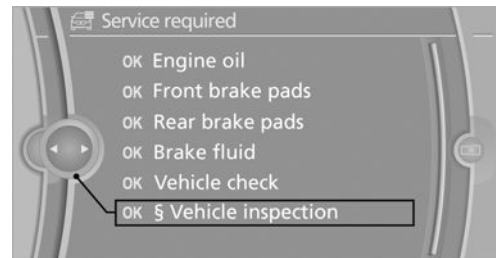 Service required
OK Engine oil
OK Front brake pads
OK Rear brake pads
OK Brake fluid
OK Vehicle check
OK § Vehicle inspection